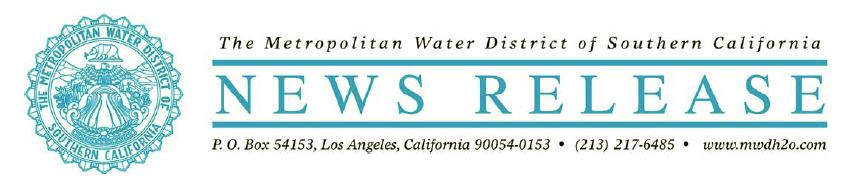 THE METROPOLITAN WATER DISTRICT OF
SOUTHERN CALIFORNIA
The Metropolitan Water District of Southern California
NEWS RELEASE
P. O. Box 54153, Los Angeles, California 90054-0153 • (213) 217-6485 • www.mwdh2o.com